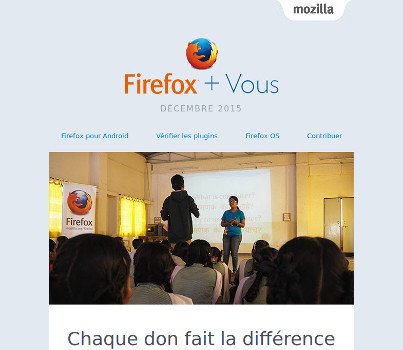 mozilla
Firefox + Vous
DÉCEMBRE 2015
Firefox pour Android Vérifier les plugins Firefox OS Contribuer
Firefox
Chaque don fait la différence